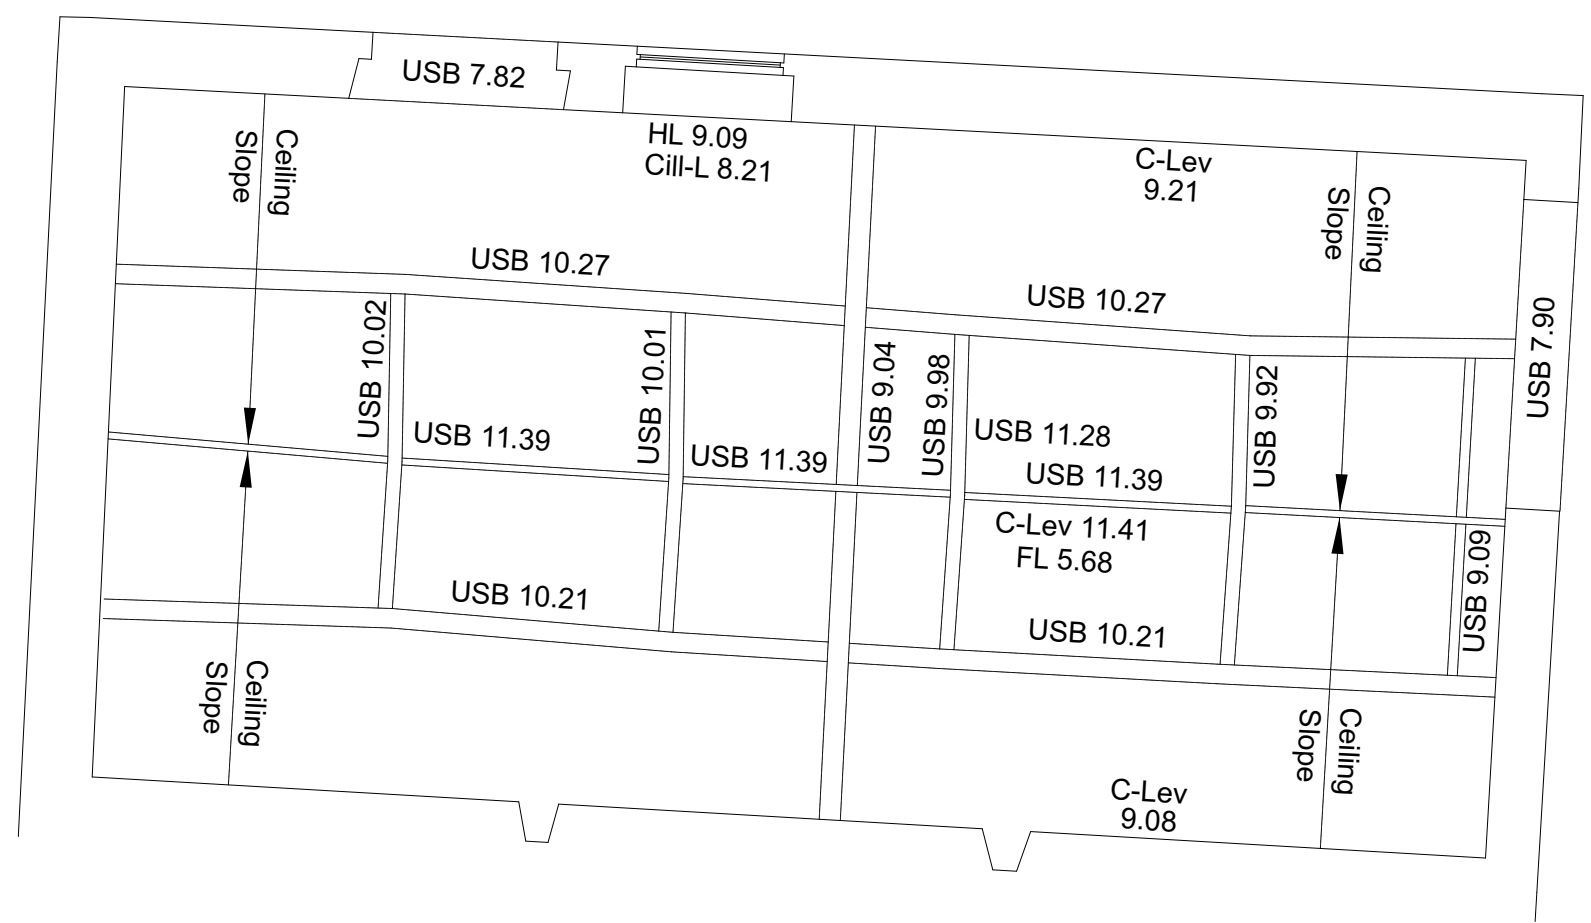 USB 7.82
HL 9.09
Cill-L 8.21
C-Lev
9.21
Ceiling
Slope
Ceiling
Slope
USB 10.27
USB 10.27
USB 7.90
USB 10.02
USB 10.01
USB 9.04
USB 9.98
USB 9.92
USB 11.39
USB 11.39
USB 11.28
USB 11.39
C-Lev 11.41
FL 5.68
USB 9.09
USB 10.21
USB 10.21
Ceiling
Slope
Ceiling
Slope
C-Lev
9.08